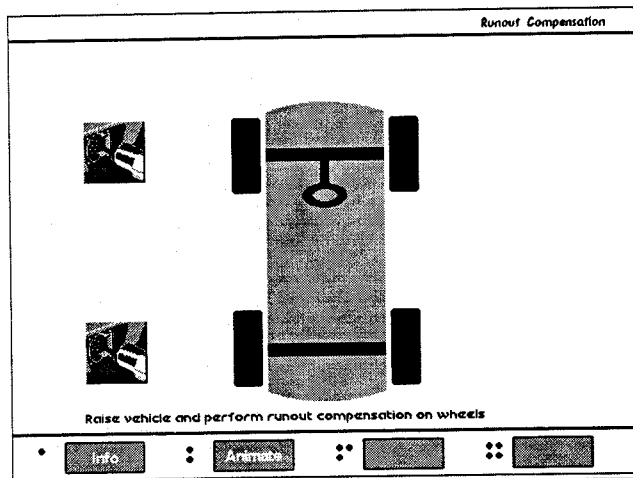 Runout Compensation
Raise vehicle and perform runout compensation on wheels
Info
Animate